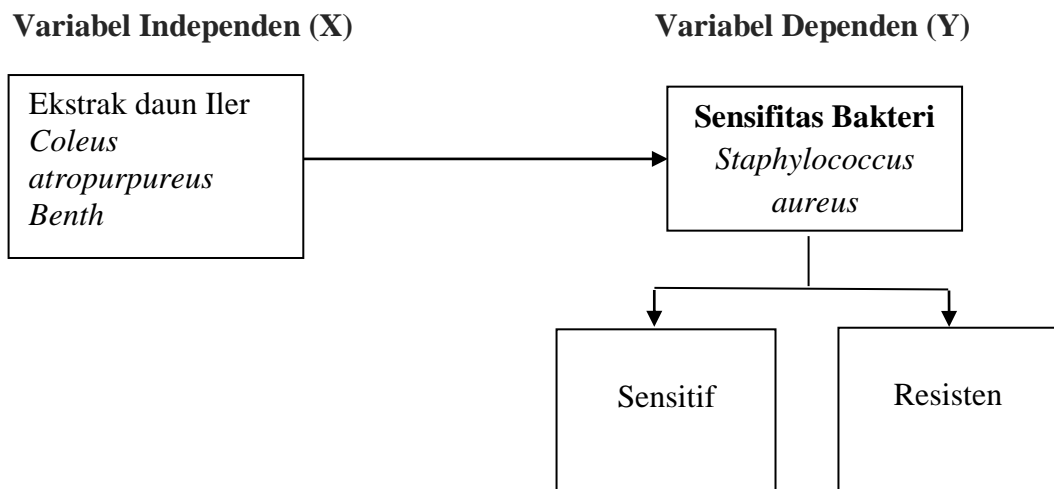 Variabel Independen (X)
Variabel Dependen (Y)
Ekstrak daun Iler
Coleus
atropurpureus
Benth
Sensifitas Bakteri
Staphylococcus
aureus
Sensitif
Resisten